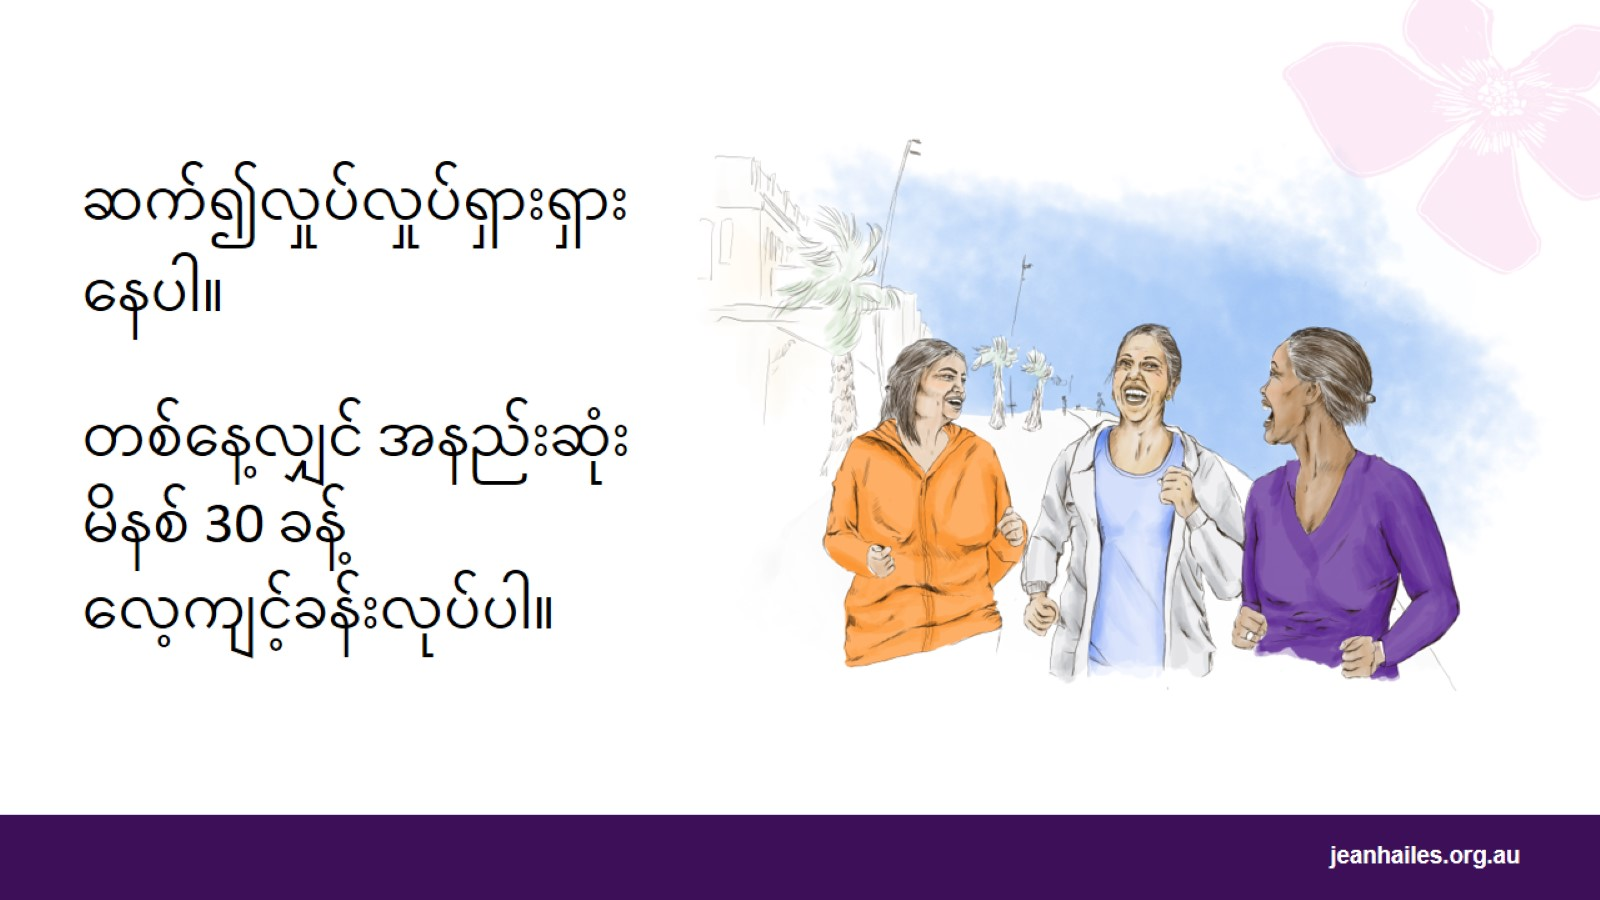 ဆက်၍လှုပ်လှုပ်ရှားရှား
နေပါ။
တစ်နေ့လျှင် အနည်းဆုံး
မိနစ် 30 ခန့်
လေ့ကျင့်ခန်းလုပ်ပါ။
jeanhailes.org.au